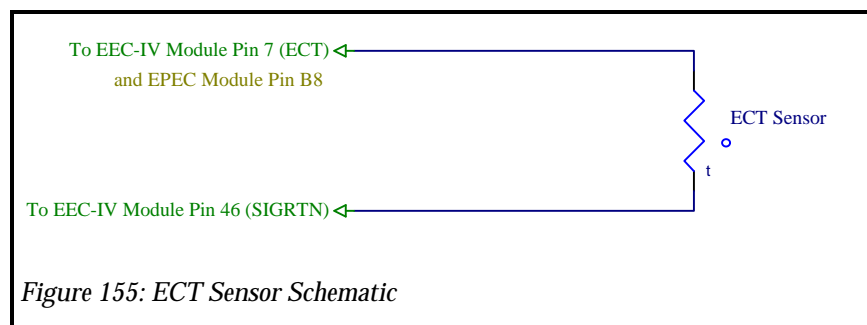 To EEC-IV Module Pin 7 (ECT)
and EPEC Module Pin B8
ECT Sensor
t
To EEC-IV Module Pin 46 (SIGRTN)
Figure 155: ECT Sensor Schematic